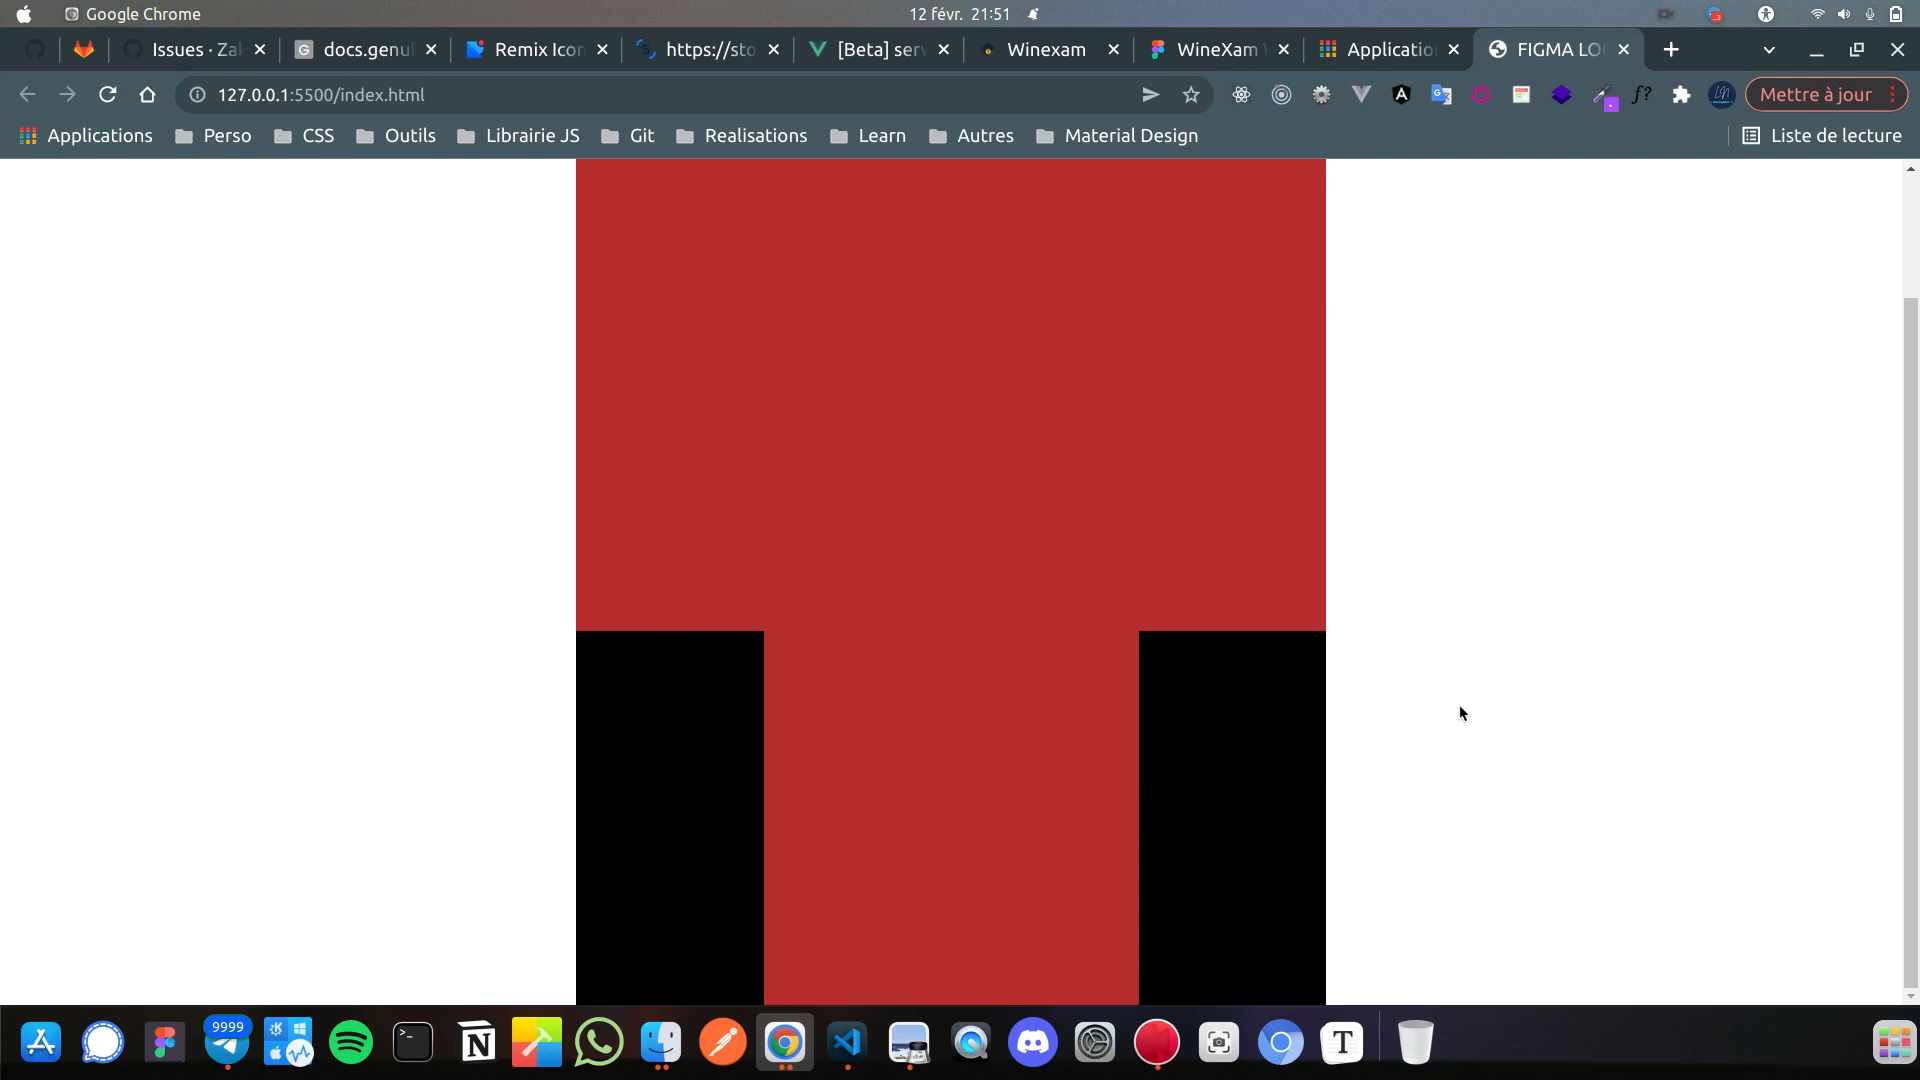 Google Chrome
12 févr. 21:51
Issues · Za
docs.genu
Remix Icon
https://sto
[Beta] serv
Winexam
WineXam
Applicatio
FIGMA LO
127.0.0.1:5500/index.html
f?
Mettre à jour
Applications
Perso
CSS
Outils
Librairie JS
Git
Realisations
Learn
Autres
Material Design
Liste de lecture
9999